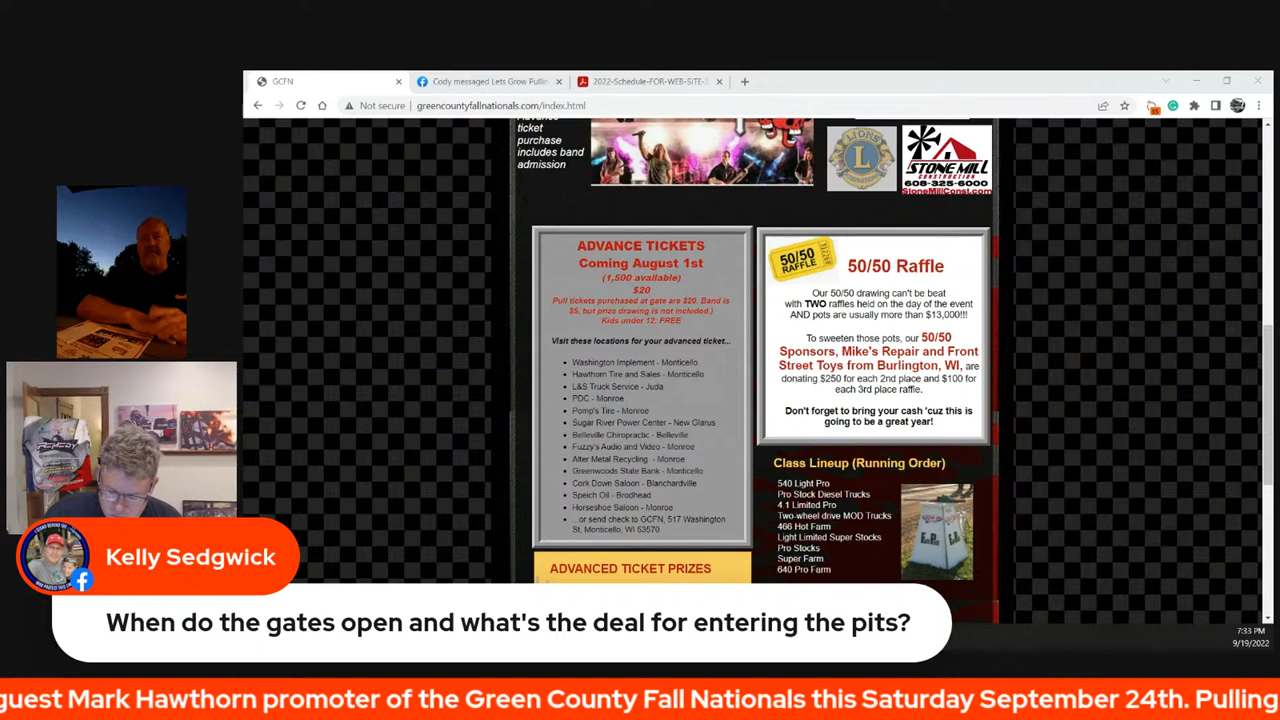 GCFN
Cody messaged Lets Grow Pullin
2022-Schedule-FOR-WEB-SITE-S
Not secure
greencountyfallnationals.com/index.html
Advance
ticket
purchase
includes band
admission
L
STONE MILL
CONSTRUCTION
608-325-6000
StoneMillConst.com
ADVANCE TICKETS
Coming August 1st
(1,500 available)
$20
Pull tickets purchased at gate are $20. Band is
$5, but prize drawing is not included.)
Kids under 12: FREE
Visit these locations for your advanced ticket...
Washington Implement - Monticello
Hawthorn Tire and Sales - Monticello
L&S Truck Service - Juda
PDC - Monroe
Pomp's Tire - Monroe
Sugar River Power Center - New Glarus
Belleville Chiropractic - Belleville
Fuzzy's Audio and Video - Monroe
Alter Metal Recycling - Monroe
Greenwoods State Bank - Monticello
Cork Down Saloon - Blanchardville
Speich Oil - Brodhead
Horseshoe Saloon - Monroe
...or send check to GCFN, 517 Washington
St, Monticello, WI 53570
ADVANCED TICKET PRIZES
50/50
RAFFLE
50/50 Raffle
Our 50/50 drawing can't be beat
with TWO raffles held on the day of the event
AND pots are usually more than $13,000!!!
To sweeten those pots, our 50/50
Sponsors, Mike's Repair and Front
Street Toys from Burlington, WI, are
donating $250 for each 2nd place and $100 for
each 3rd place raffle.
Don't forget to bring your cash 'cuz this is
going to be a great year!
Class Lineup (Running Order)
540 Light Pro
Pro Stock Diesel Trucks
4.1 Limited Pro
Two-wheel drive MOD Trucks
466 Hot Farm
Light Limited Super Stocks
Pro Stocks
Super Farm
640 Pro Farm
7:33 PM
9/19/2022
Kelly Sedgwick
When do the gates open and what's the deal for entering the pits?
guest Mark Hawthorn promoter of the Green County Fall Nationals this Saturday September 24th. Pulling